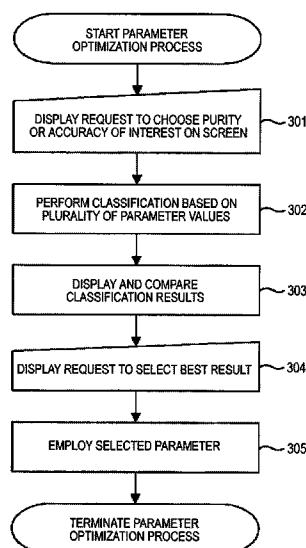 START PARAMETER
OPTIMIZATION PROCESS
DISPLAY REQUEST TO CHOOSE PURITY
OR ACCURACY OF INTEREST ON SCREEN
301
PERFORM CLASSIFICATION BASED ON
PLURALITY OF PARAMETER VALUES
302
DISPLAY AND COMPARE
CLASSIFICATION RESULTS
303
DISPLAY REQUEST TO SELECT BEST RESULT
304
EMPLOY SELECTED PARAMETER
305
TERMINATE PARAMETER
OPTIMIZATION PROCESS